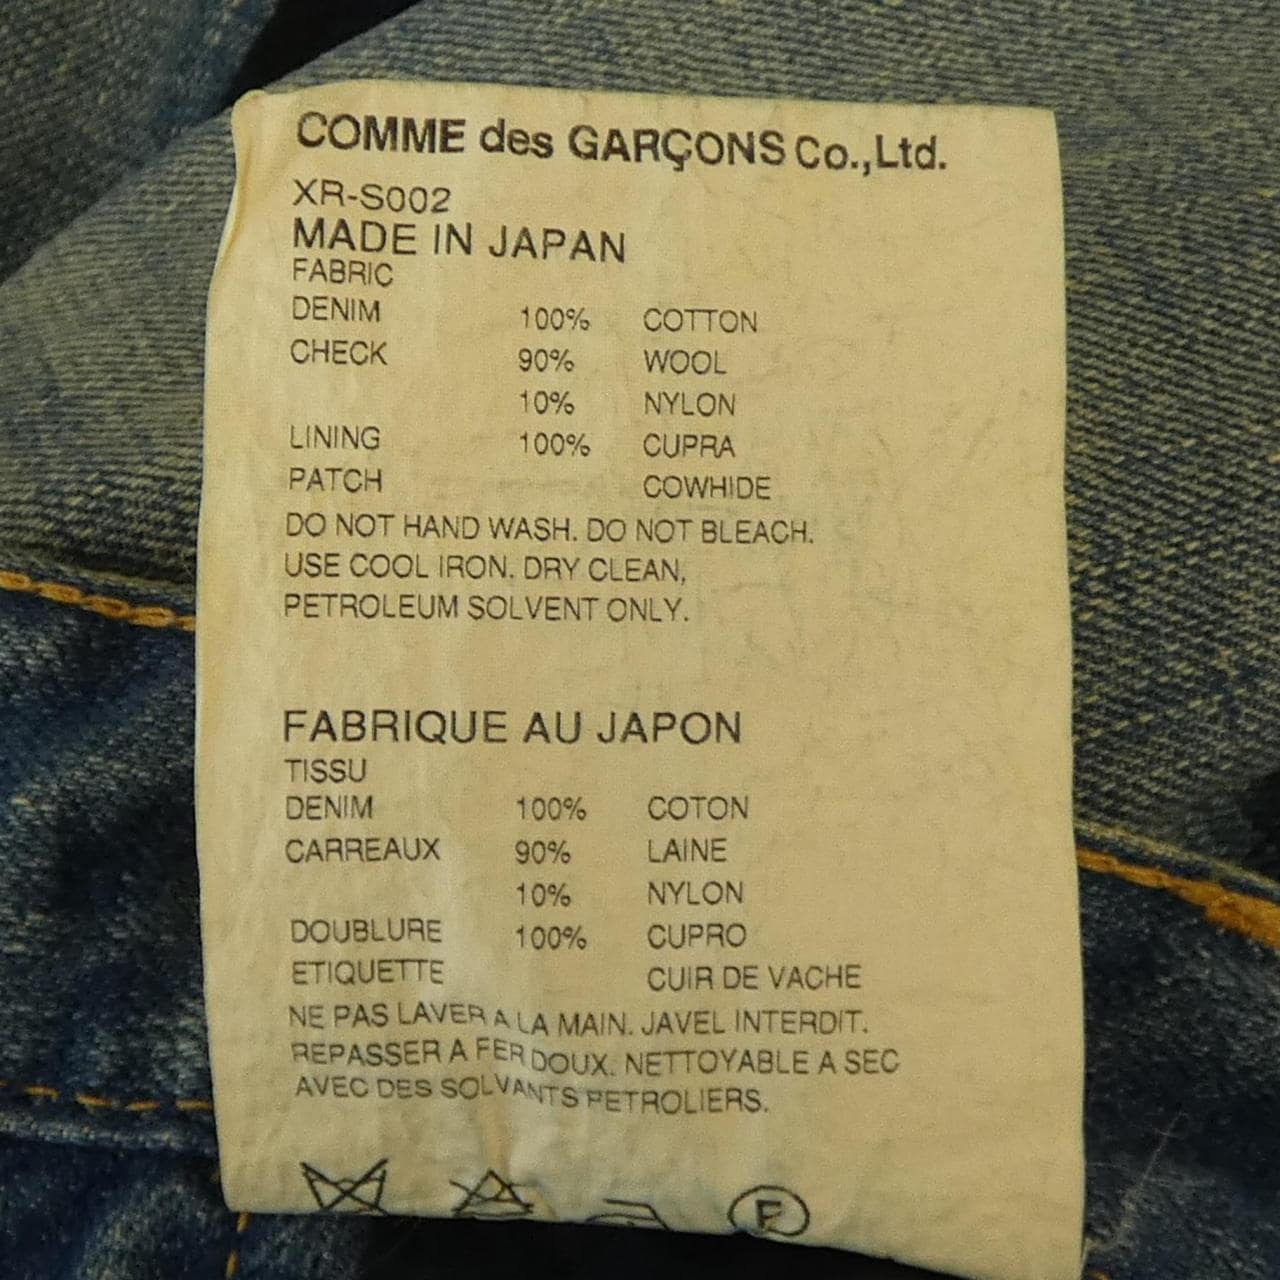 COMME des GARÇONS Co.,Ltd.
XR-S002
MADE IN JAPAN
FABRIC
DENIM 100% COTTON
CHECK 90% WOOL
10% NYLON
LINING 100% CUPRA
PATCH COWHIDE
DO NOT HAND WASH. DO NOT BLEACH.
USE COOL IRON. DRY CLEAN,
PETROLEUM SOLVENT ONLY.
FABRIQUE AU JAPON
TISSU
DENIM 100% COTON
CARREAUX 90% LAINE
10% NYLON
DOUBLURE 100% CUPRO
ETIQUETTE CUIR DE VACHE
NE PAS LAVER A LA MAIN. JAVEL INTERDIT.
REPASSER A FER DOUX. NETTOYABLE A SEC
AVEC DES SOLVANTS PETROLIERS.
F